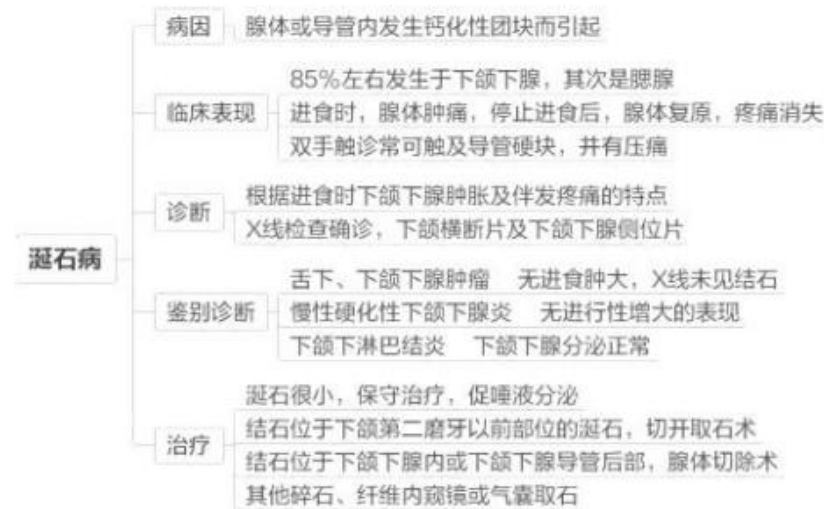 病因
腺体或导管内发生钙化性团块而引起
85%左右发生于下颌下腺，其次是腮腺
临床表现
进食时，腺体肿痛，停止进食后，腺体复原，疼痛消失
双手触诊常可触及导管硬块，并有压痛
诊断
根据进食时下颌下腺肿胀及伴发疼痛的特点
X线检查确诊，下颌横断片及下颌下腺侧位片
涎石病
鉴别诊断
舌下、下颌下腺肿瘤 无进食肿大，X线未见结石
慢性硬化性下颌下腺炎 无进行性增大的表现
下颌下淋巴结炎 下颌下腺分泌正常
治疗
涎石很小，保守治疗，促唾液分泌
结石位于下颌第二磨牙以前部位的涎石，切开取石术
结石位于下颌下腺内或下颌下腺导管后部，腺体切除术
其他碎石、纤维内窥镜或气囊取石